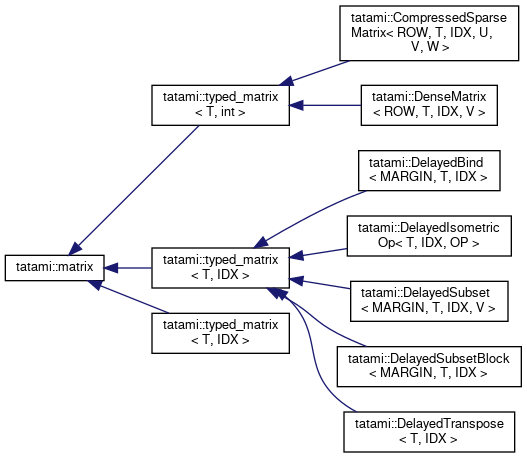 tatami::CompressedSparse
Matrix< ROW, T, IDX, U,
V, W >
tatami::typed_matrix
< T, int >
tatami::DenseMatrix
< ROW, T, IDX, V >
tatami::DelayedBind
< MARGIN, T, IDX >
tatami::DelayedIsometric
Op< T, IDX, OP >
tatami::matrix
tatami::typed_matrix
< T, IDX >
tatami::DelayedSubset
< MARGIN, T, IDX, V >
tatami::typed_matrix
< T, IDX >
tatami::DelayedSubsetBlock
< MARGIN, T, IDX >
tatami::DelayedTranspose
< T, IDX >